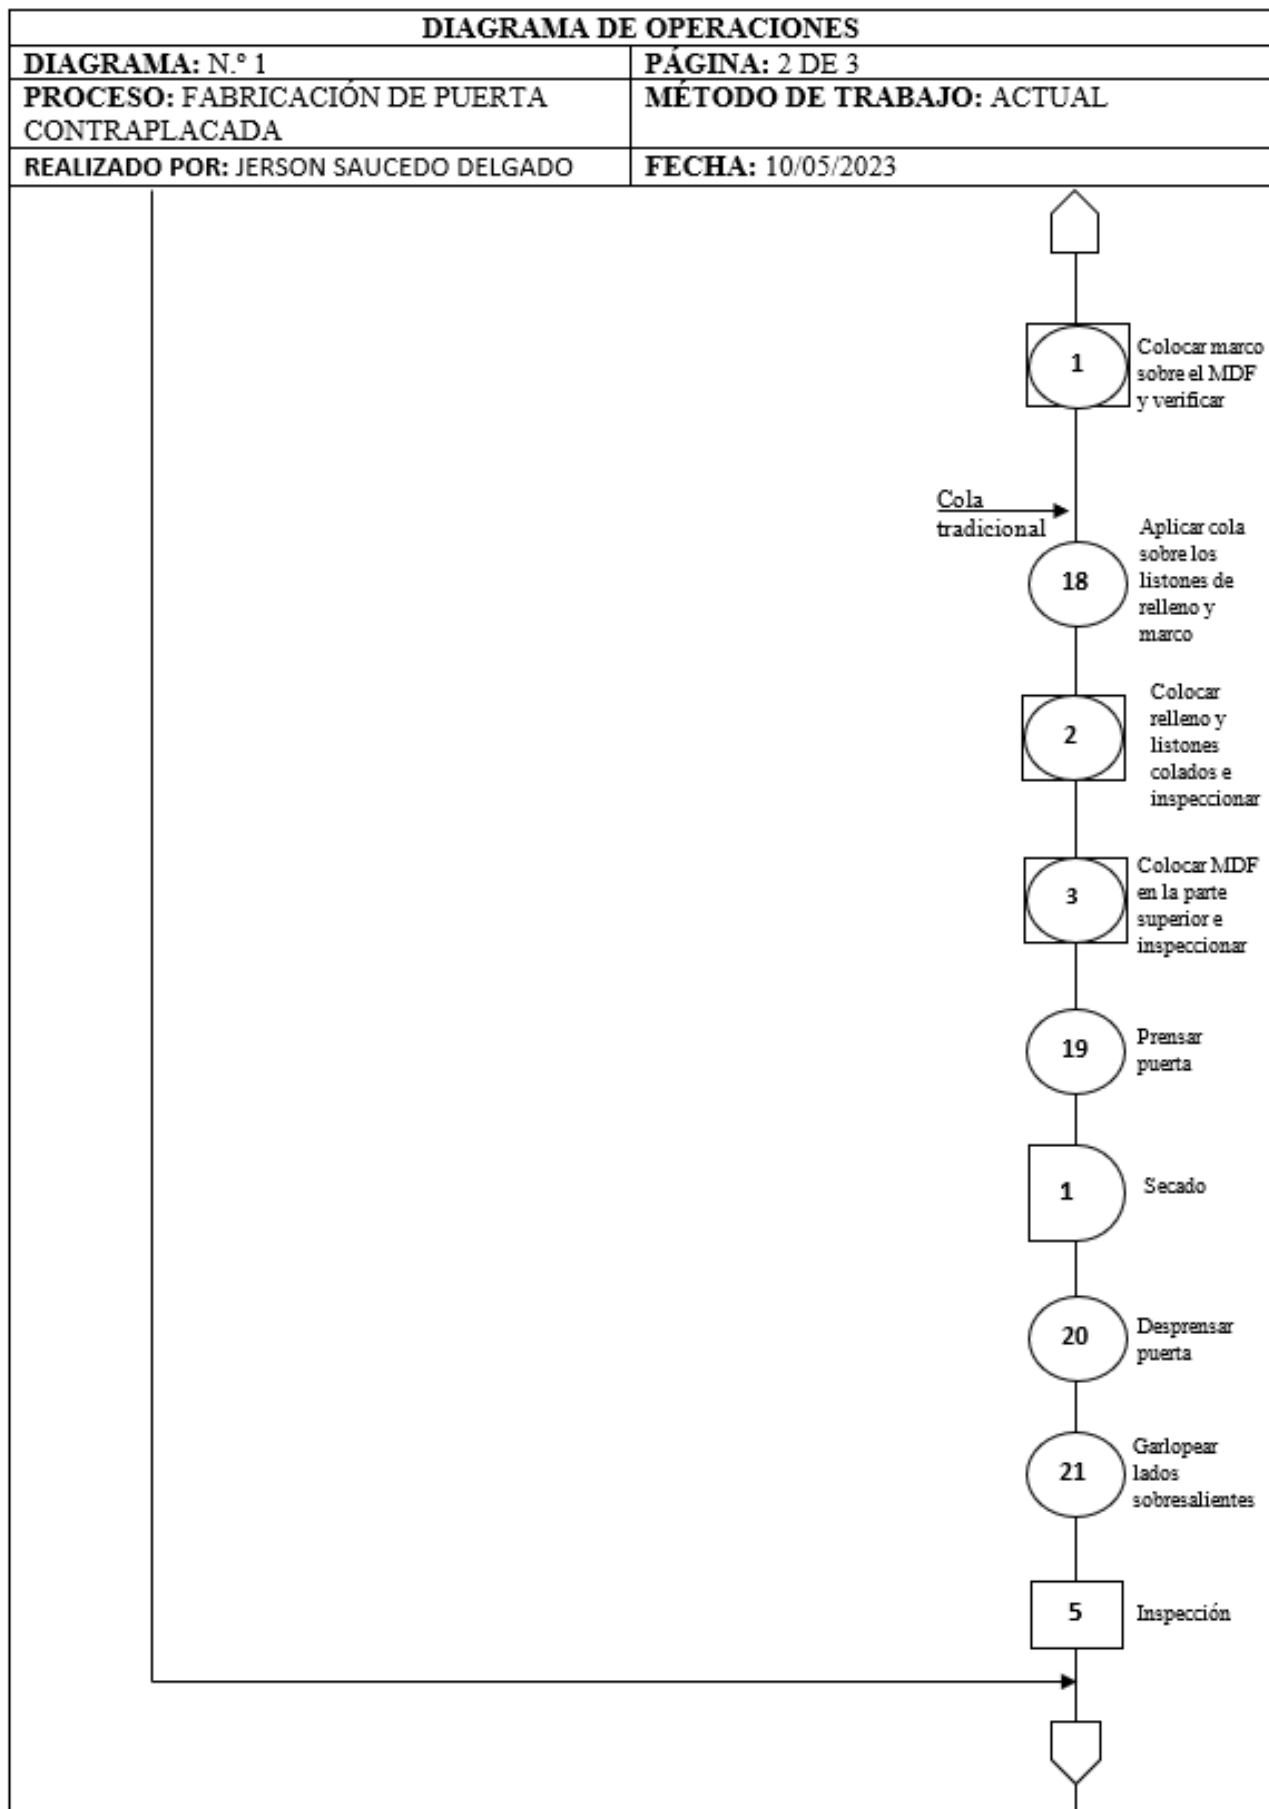 DIAGRAMA DE OPERACIONES
DIAGRAMA: N.º 1
PÁGINA: 2 DE 3
PROCESO: FABRICACIÓN DE PUERTA
CONTRAPLACADA
MÉTODO DE TRABAJO: ACTUAL
REALIZADO POR: JERSON SAUCEDO DELGADO
FECHA: 10/05/2023
1
Colocar marco
sobre el MDF
y verificar
Cola
tradicional
18
Aplicar cola
sobre los
listones de
relleno y
marco
2
Colocar
relleno y
listones
colados e
inspeccionar
3
Colocar MDF
en la parte
superior e
inspeccionar
19
Prensar
puerta
1
Secado
20
Desprensar
puerta
21
Garlopear
lados
sobresalientes
5
Inspección